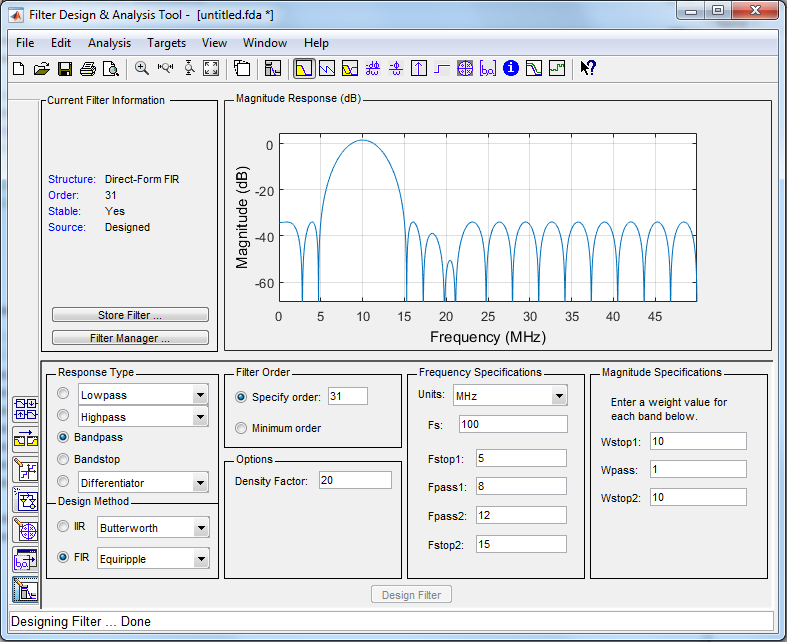 Filter Design & Analysis Tool - [untitled.fda *]
File Edit Analysis Targets View Window Help
Current Filter Information
Structure: Direct-Form FIR
Order: 31
Stable: Yes
Source: Designed
Store Filter ...
Filter Manager ...
Magnitude Response (dB)
Magnitude (dB)
0
-20
-40
-60
0 5 10 15 20 25 30 35 40 45
Frequency (MHz)
Response Type
Lowpass
Highpass
Bandpass
Bandstop
Differentiator
Design Method
IIR Butterworth
FIR Equiripple
Filter Order
Specify order: 31
Minimum order
Options
Density Factor: 20
Frequency Specifications
Units: MHz
Fs: 100
Fstop1: 5
Fpass1: 8
Fpass2: 12
Fstop2: 15
Magnitude Specifications
Enter a weight value for
each band below.
Wstop1: 10
Wpass: 1
Wstop2: 10
Design Filter
Designing Filter ... Done